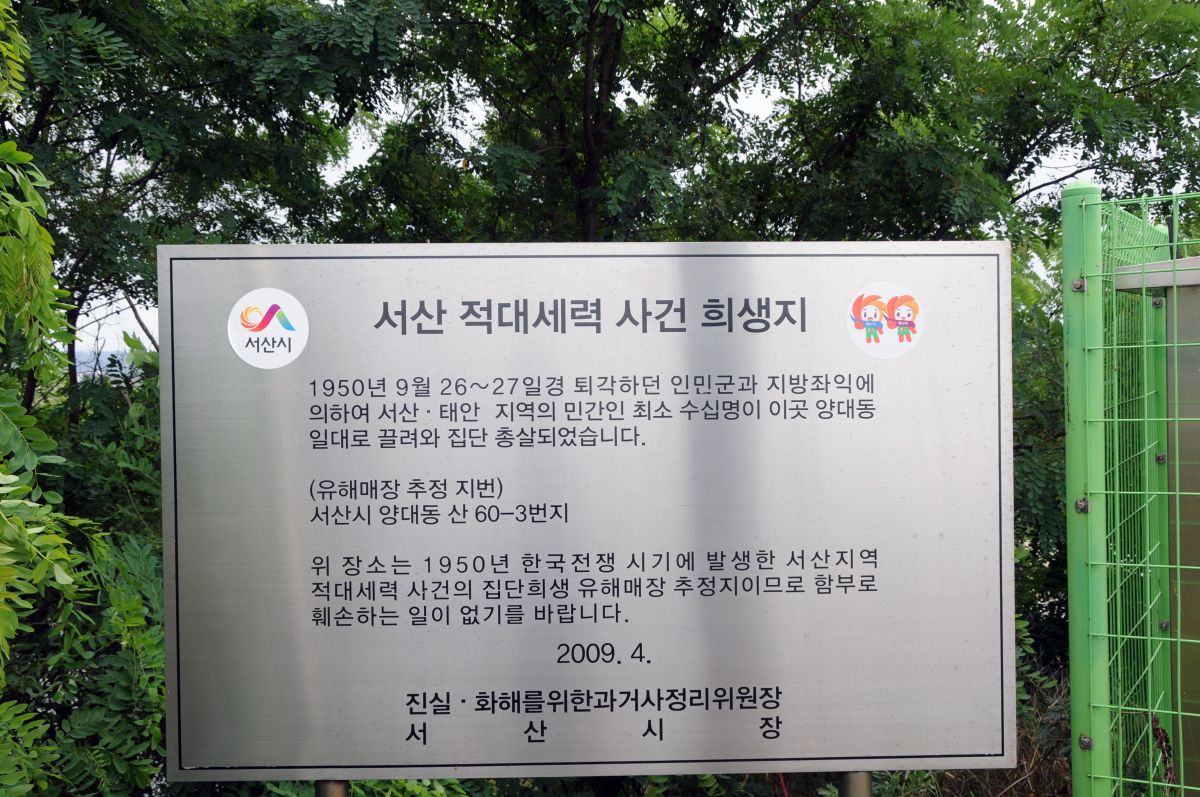 서산 적대세력 사건 희생지
서산시
1950년 9월 26~27일경 퇴각하던 인민군과 지방좌익에
의하여 서산·태안 지역의 민간인 최소 수십명이 이곳 양대동
일대로 끌려와 집단 총살되었습니다.
(유해매장 추정 지번)
서산시 양대동 산 60-3번지
위 장소는 1950년 한국전쟁 시기에 발생한 서산지역
적대세력 사건의 집단희생 유해매장 추정지이므로 함부로
훼손하는 일이 없기를 바랍니다.
2009. 4.
진실·화해를위한과거사정리위원장
서 산 시 장